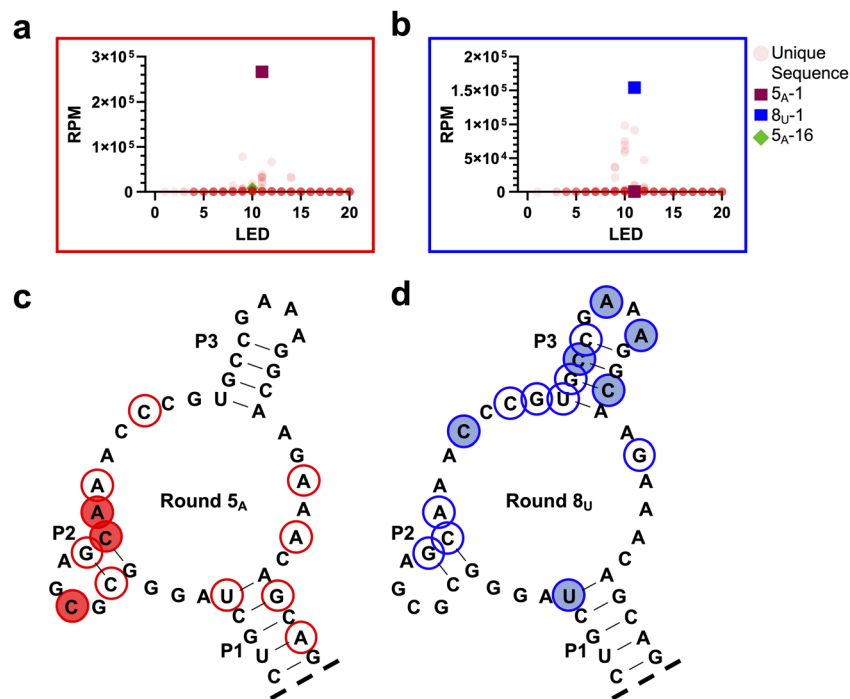 a
3×10⁵
2×10⁵
1×10⁵
0
RPM
0 5 10 15 20
LED
b
2.0×10⁵
1.5×10⁵
1.0×10⁵
5×10⁴
0
RPM
0 5 10 15 20
LED
Unique
Sequence
5A-1
8U-1
5A-16
c
P3
P2
P1
Round 5A
C U G C U A G G G C G C G A G C A A A C C C G U G C C G A A A G G C A A G A A A C A G C A G
d
P3
P2
P1
Round 8U
C U G C U A G G G C G C G A G C A A A C C C G U G C C G A A A G G C A A G A A A C A G C A G